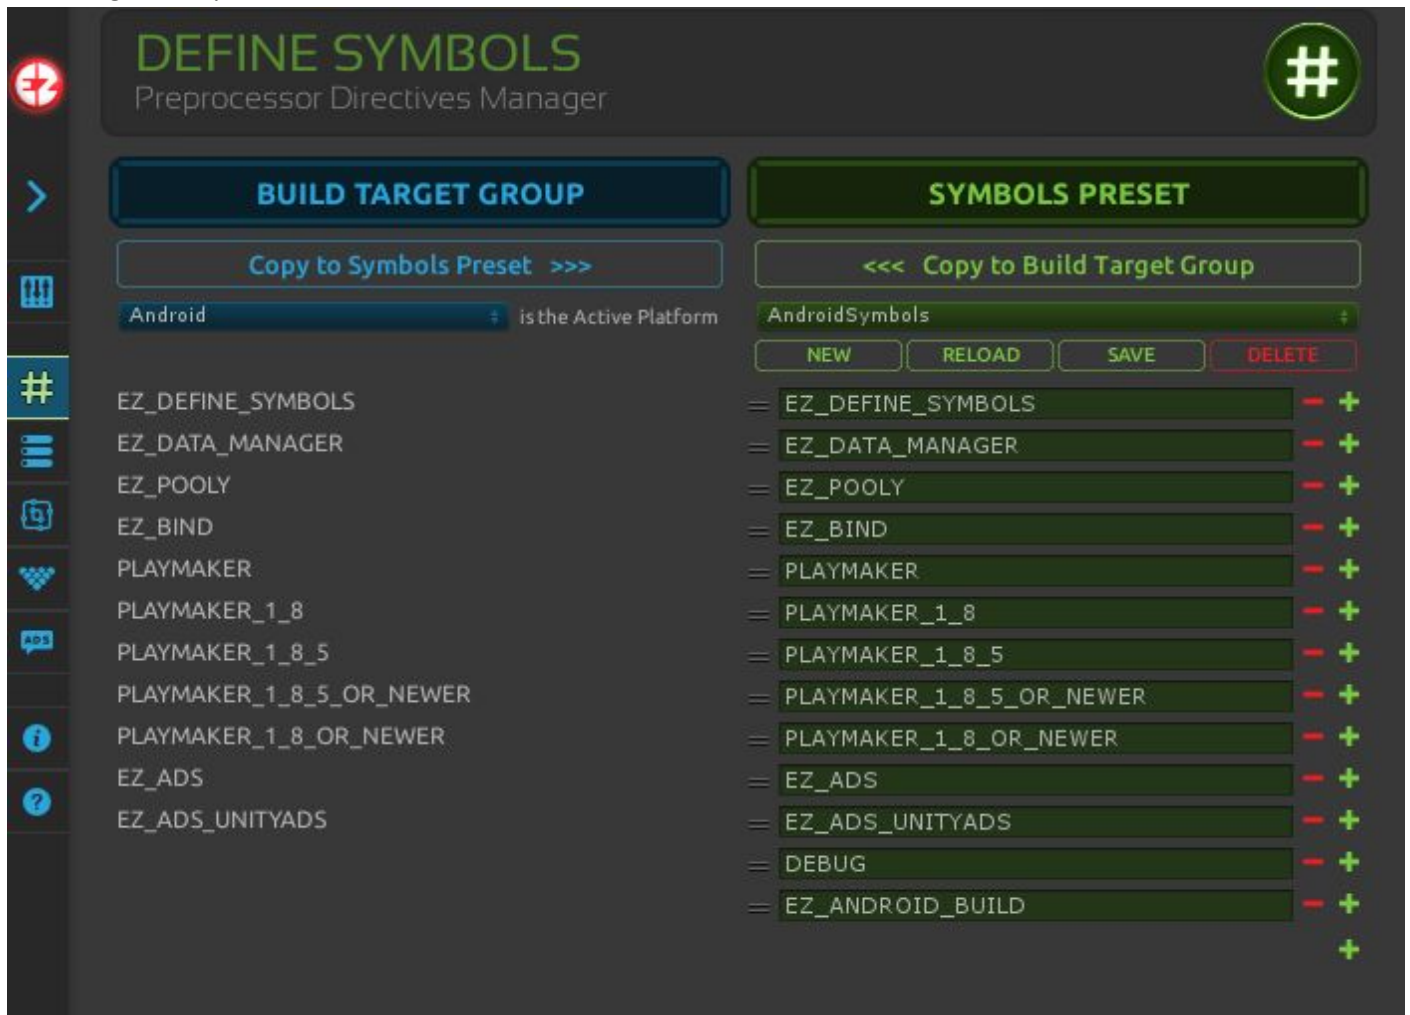 DEFINE SYMBOLS
Preprocessor Directives Manager
EZ
#
BUILD TARGET GROUP
SYMBOLS PRESET
Copy to Symbols Preset >>>
<<< Copy to Build Target Group
Android is the Active Platform
AndroidSymbols
NEW RELOAD SAVE DELETE
#
EZ_DEFINE_SYMBOLS
EZ_DATA_MANAGER
EZ_POOLY
EZ_BIND
PLAYMAKER
PLAYMAKER_1_8
PLAYMAKER_1_8_5
PLAYMAKER_1_8_5_OR_NEWER
PLAYMAKER_1_8_OR_NEWER
EZ_ADS
EZ_ADS_UNITYADS
= EZ_DEFINE_SYMBOLS − +
= EZ_DATA_MANAGER − +
= EZ_POOLY − +
= EZ_BIND − +
= PLAYMAKER − +
= PLAYMAKER_1_8 − +
= PLAYMAKER_1_8_5 − +
= PLAYMAKER_1_8_5_OR_NEWER − +
= PLAYMAKER_1_8_OR_NEWER − +
= EZ_ADS − +
= EZ_ADS_UNITYADS − +
= DEBUG − +
= EZ_ANDROID_BUILD − +
+
ADS
i
?